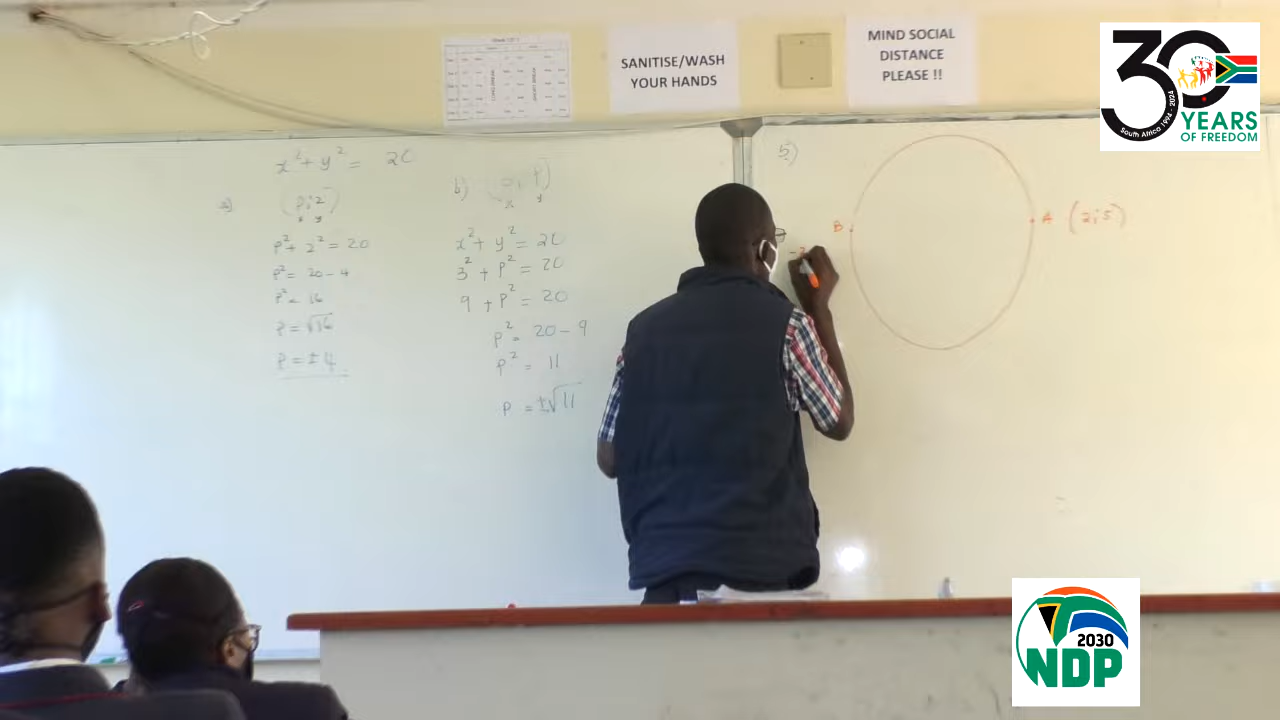 SANITISE/WASH
YOUR HANDS
MIND SOCIAL
DISTANCE
PLEASE !!
30
YEARS
OF FREEDOM
South Africa 1994 - 2024
x² + y² = 20
a) (p; 2)
x y
p² + 2² = 20
p² = 20 - 4
p² = 16
p = √16
p = ± 4
b)
x y
x² + y² = 20
3² + p² = 20
9 + p² = 20
p² = 20 - 9
p² = 11
p = ±√11
5)
B
A (2; 5)
2030
NDP